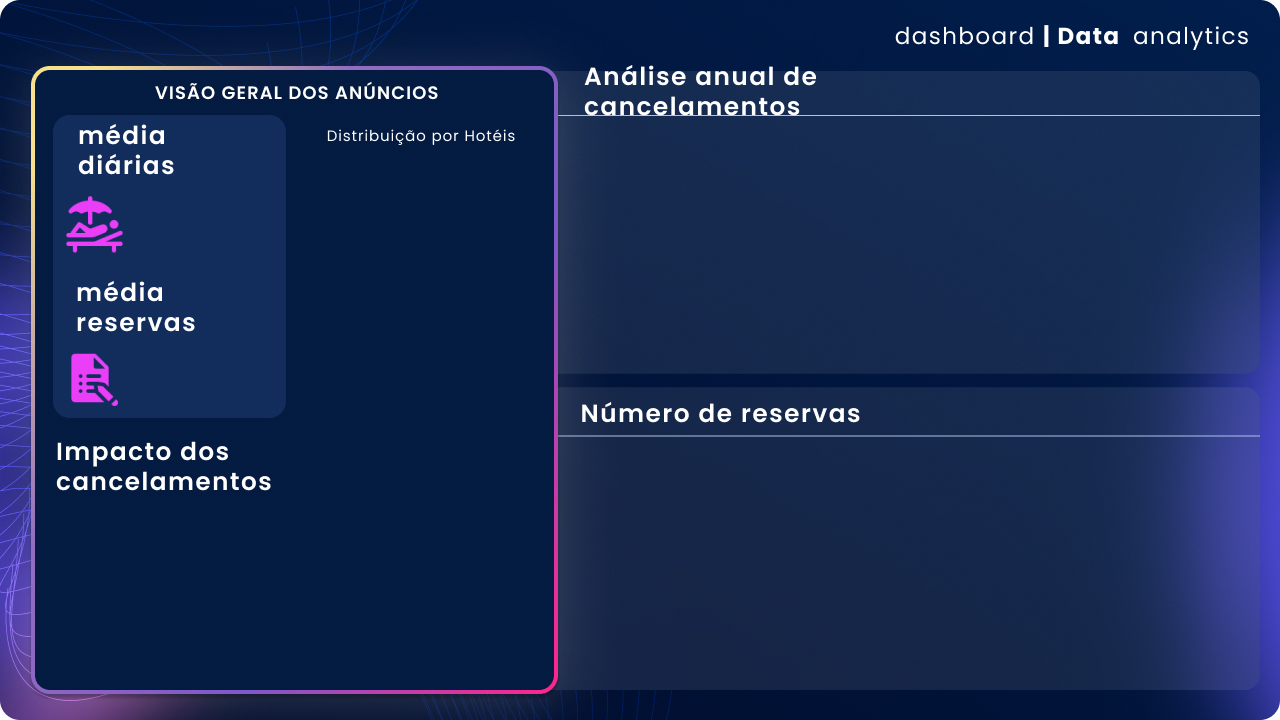 dashboard | Data analytics
VISÃO GERAL DOS ANÚNCIOS
média
diárias
Distribuição por Hotéis
média
reservas
Impacto dos
cancelamentos
Análise anual de
cancelamentos
Número de reservas